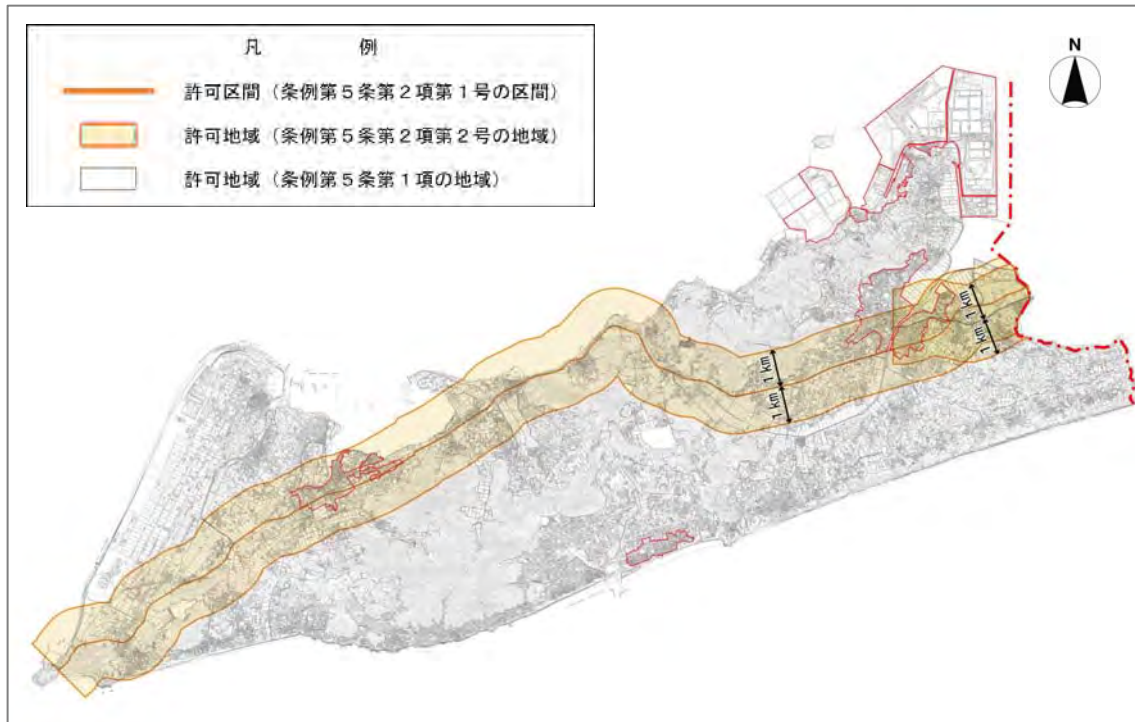 凡　　　例
許可区間（条例第５条第２項第１号の区間）
許可地域（条例第５条第２項第２号の地域）
許可地域（条例第５条第１項の地域）
N
1 km
1 km
1 km
1 km